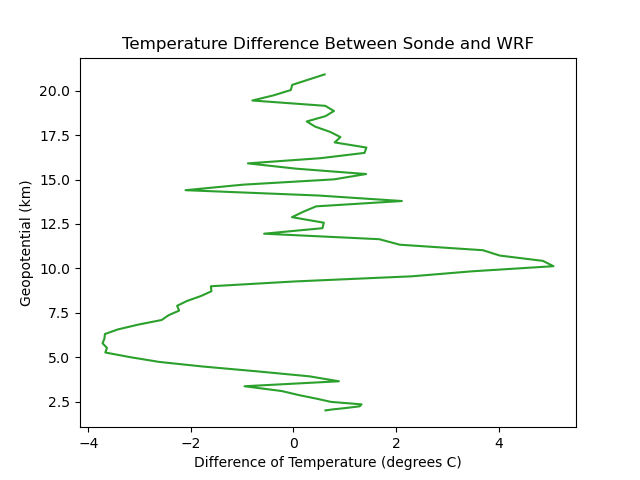 Temperature Difference Between Sonde and WRF
20.0
17.5
15.0
12.5
10.0
7.5
5.0
2.5
Geopotential (km)
−4 −2 0 2 4
Difference of Temperature (degrees C)